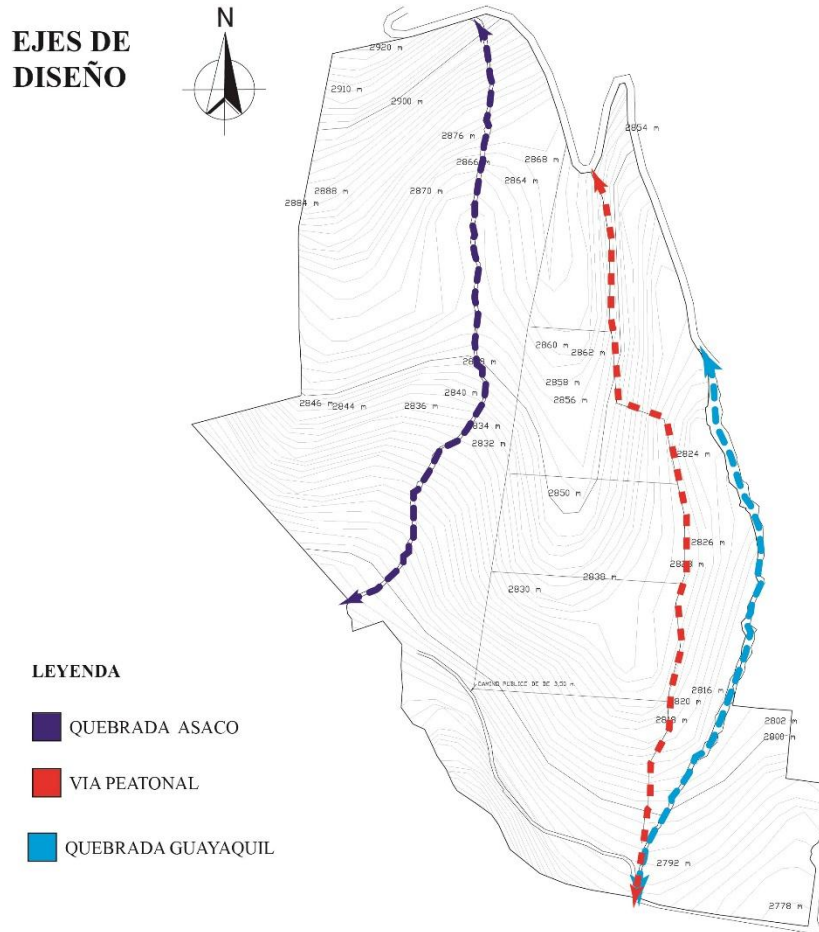 EJES DE
DISEÑO
N
2920 m
2910 m
2900 m
2854 m
2876 m
2866 m
2868 m
2864 m
2888 m
2870 m
2884 m
2860 m
2862 m
2858 m
2840 m
2856 m
2846 m
2844 m
2836 m
2834 m
2832 m
2824 m
2850 m
2826 m
2838 m
2830 m
LEYENDA
2816 m
2820 m
QUEBRADA ASACO
2818 m
2802 m
2800 m
VIA PEATONAL
QUEBRADA GUAYAQUIL
2792 m
2778 m